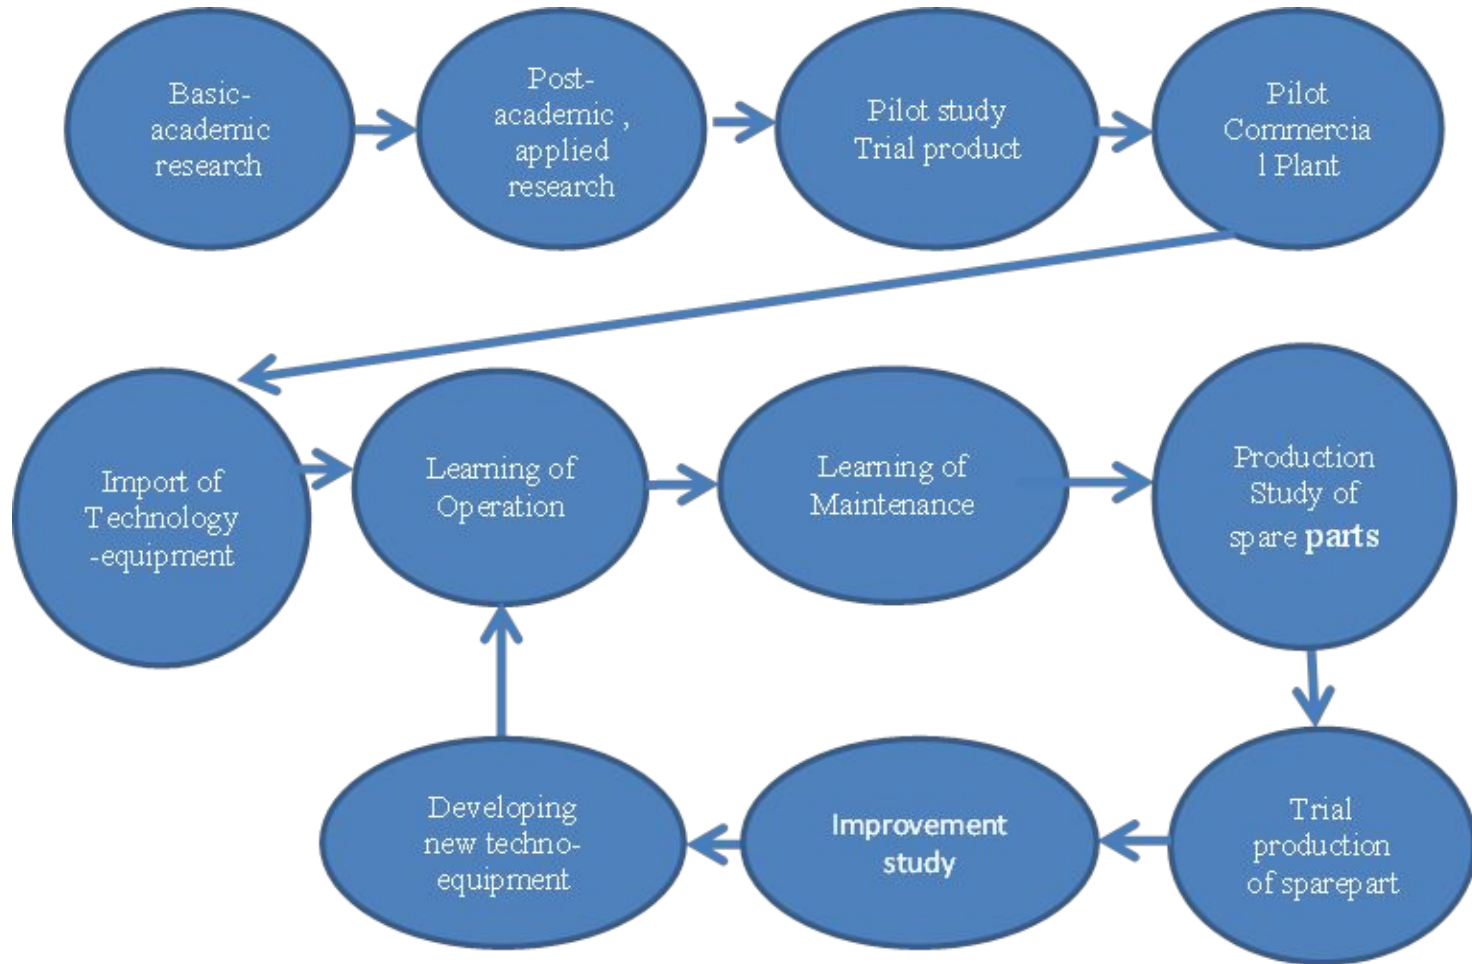 Basic-
academic
research
Post-
academic ,
applied
research
Pilot study
Trial product
Pilot
Commercia
l Plant
Import of
Technology
-equipment
Learning of
Operation
Learning of
Maintenance
Production
Study of
spare parts
Developing
new techno-
equipment
Improvement
study
Trial
production
of sparepart